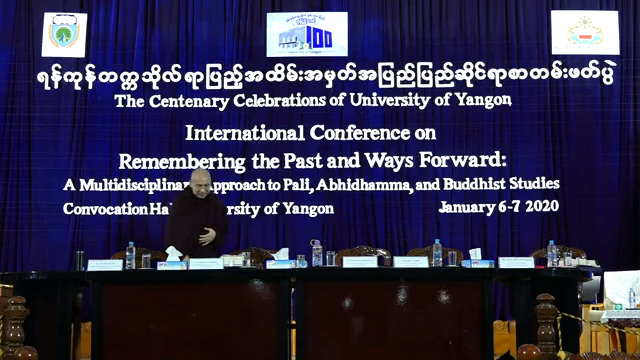 ရန်ကုန်တက္ကသိုလ်ရာပြည့်အထိမ်းအမှတ်အပြည်ပြည်ဆိုင်ရာစာတမ်းဖတ်ပွဲ
The Centenary Celebrations of University of Yangon
International Conference on
Remembering the Past and Ways Forward:
A Multidisciplinary Approach to Pali, Abhidhamma, and Buddhist Studies
Convocation Hall, University of Yangon January 6-7 2020
100